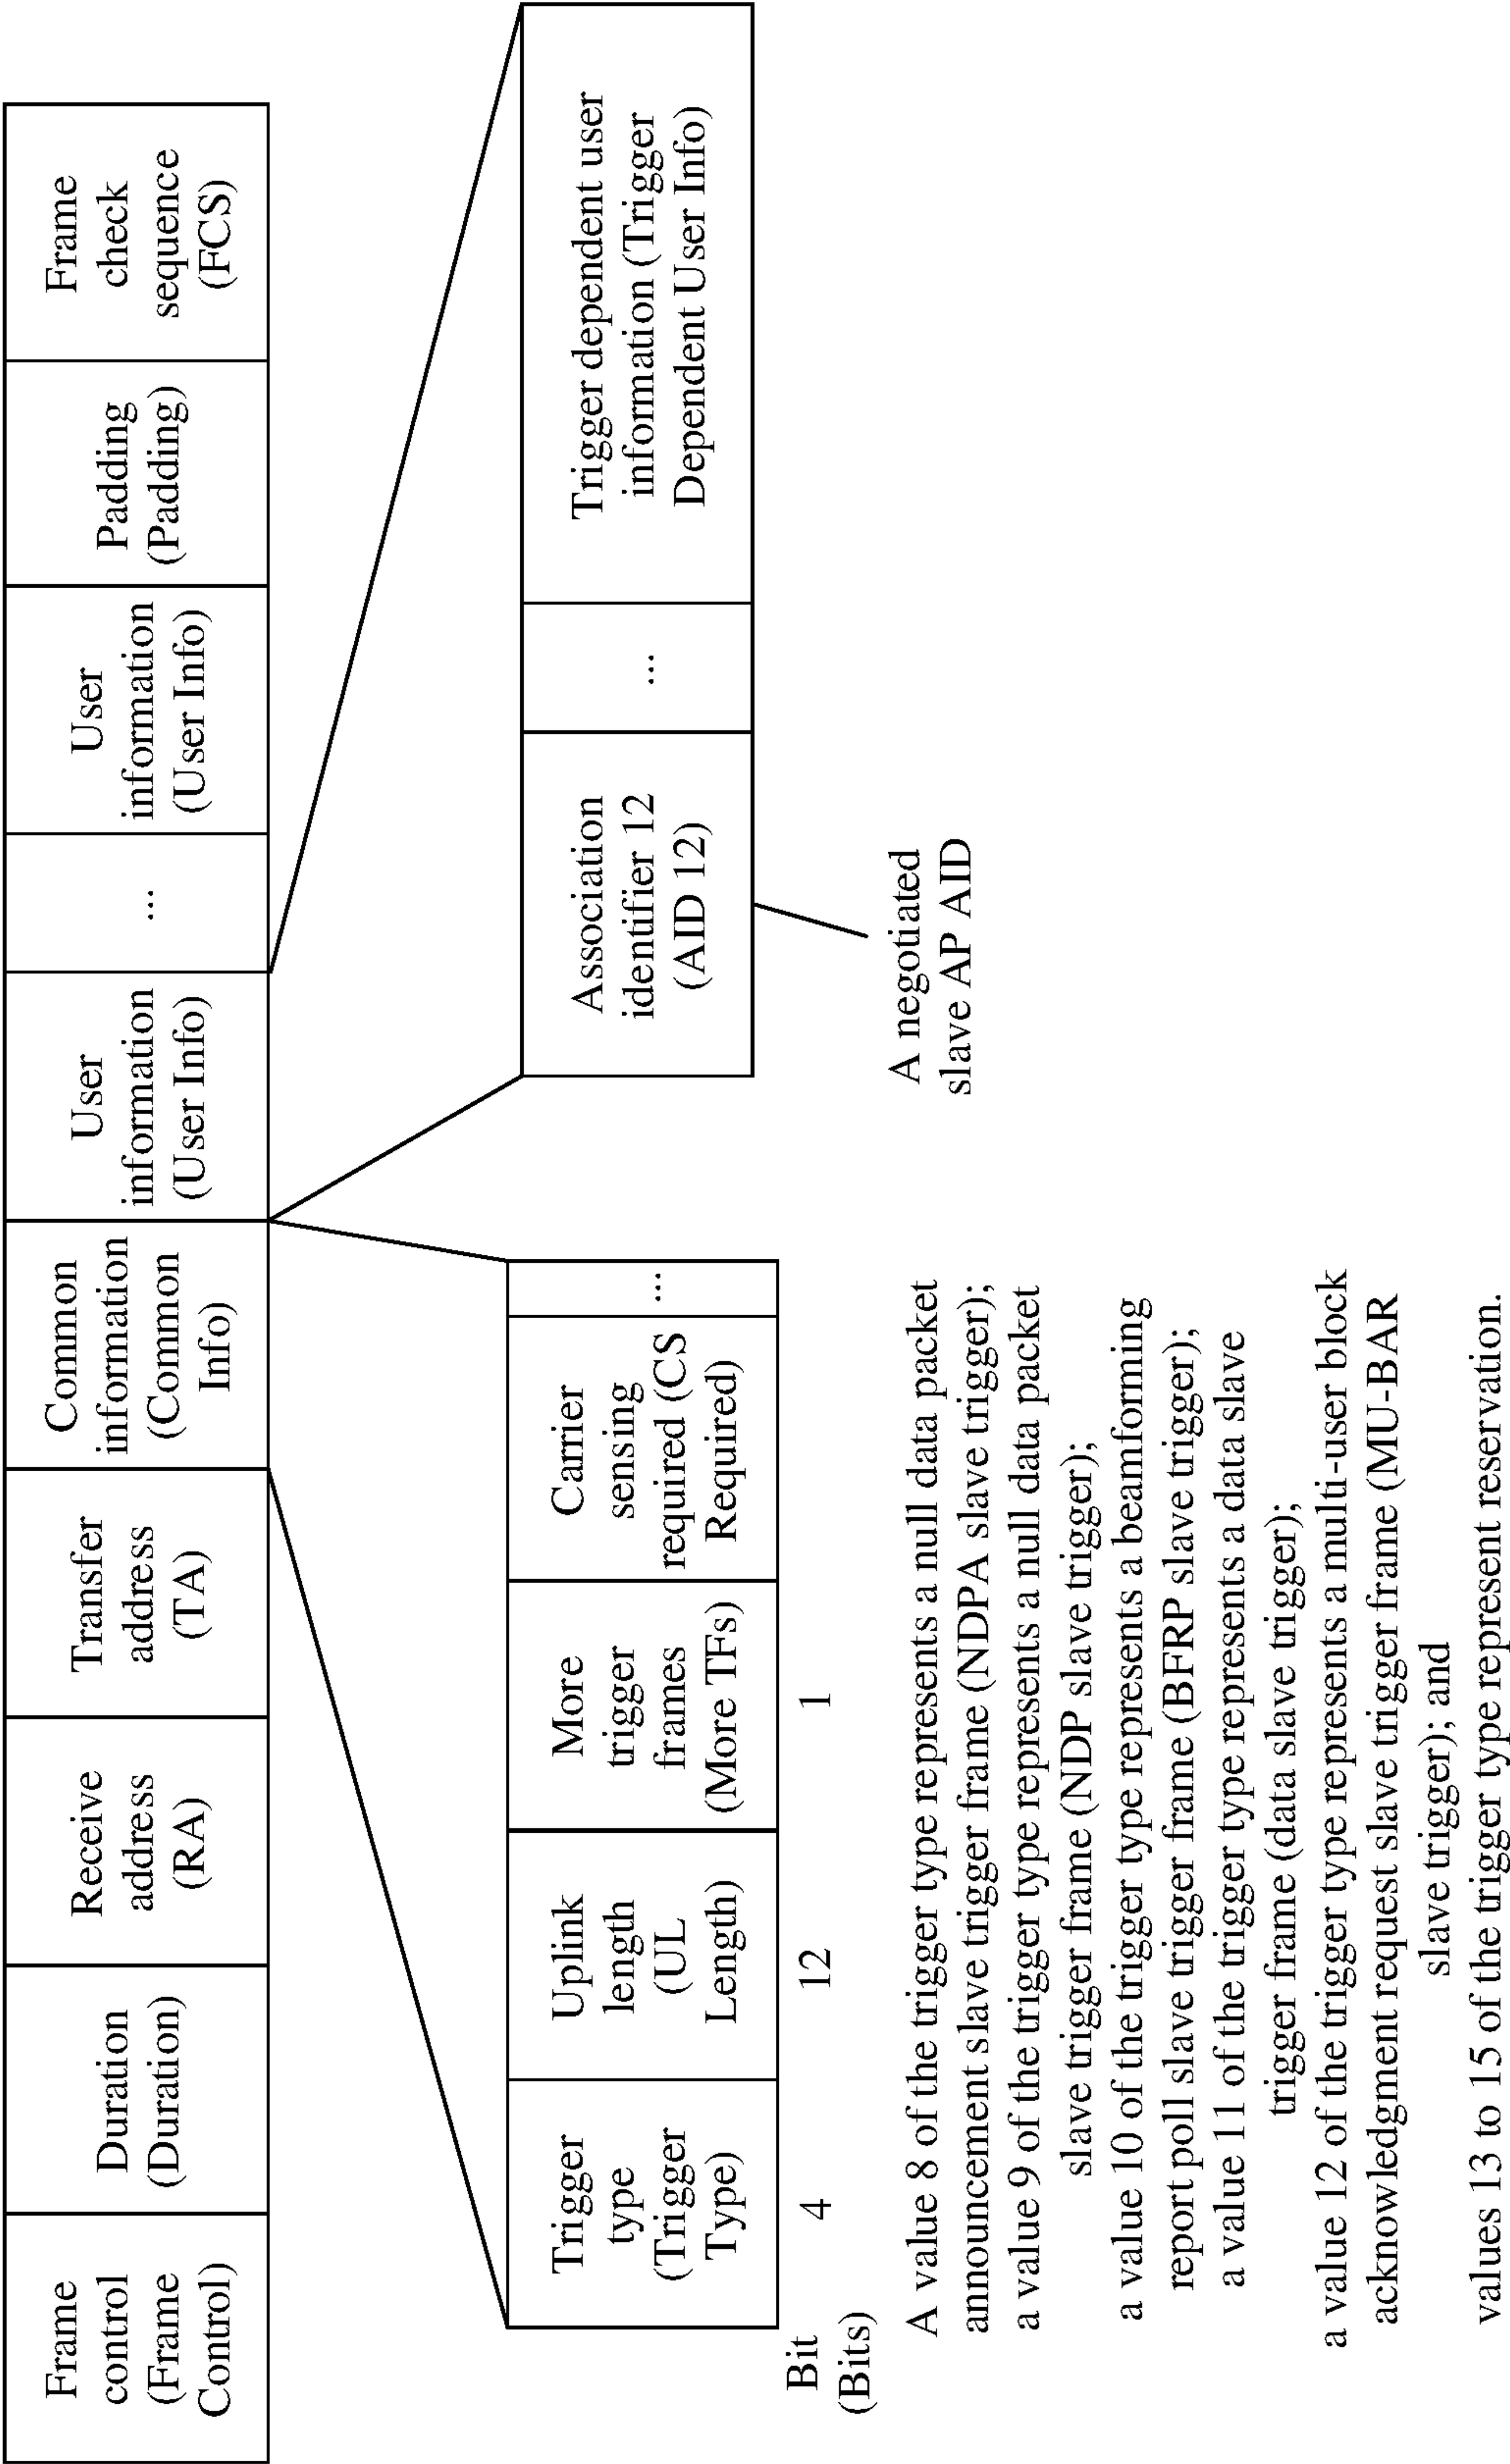 Frame
control
(Frame
Control)
Duration
(Duration)
Receive
address
(RA)
Transfer
address
(TA)
Common
information
(Common
Info)
User
information
(User Info)
...
User
information
(User Info)
Padding
(Padding)
Frame
check
sequence
(FCS)
Trigger
type
(Trigger
Type)
Uplink
length
(UL
Length)
More
trigger
frames
(More TFs)
Carrier
sensing
required (CS
Required)
...
Bit
(Bits)
4
12
1
Association
identifier 12
(AID 12)
...
Trigger dependent user
information (Trigger
Dependent User Info)
A negotiated
slave AP AID
A value 8 of the trigger type represents a null data packet
announcement slave trigger frame (NDPA slave trigger);
a value 9 of the trigger type represents a null data packet
slave trigger frame (NDP slave trigger);
a value 10 of the trigger type represents a beamforming
report poll slave trigger frame (BFRP slave trigger);
a value 11 of the trigger type represents a data slave
trigger frame (data slave trigger);
a value 12 of the trigger type represents a multi-user block
acknowledgment request slave trigger frame (MU-BAR
slave trigger); and
values 13 to 15 of the trigger type represent reservation.